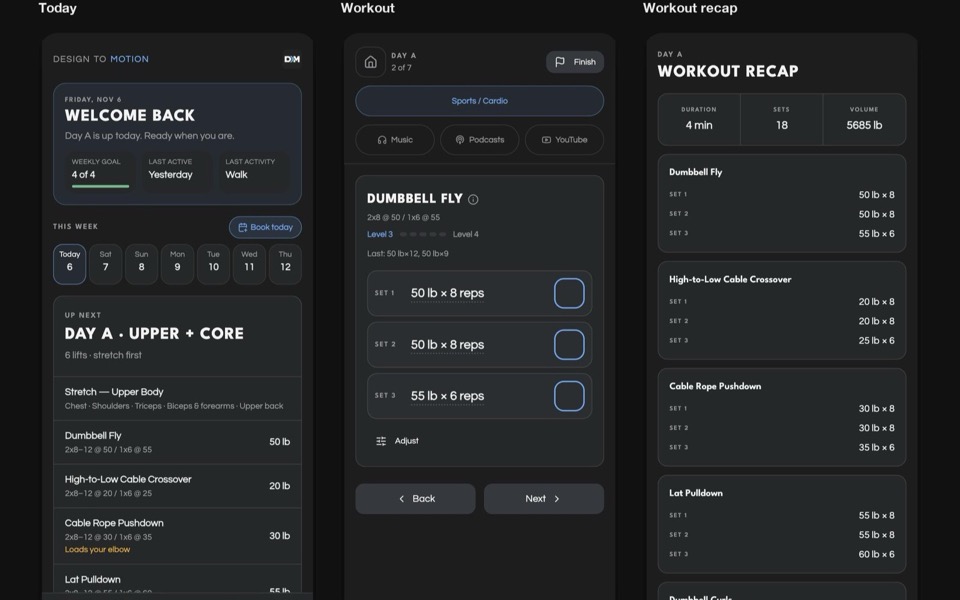 Today
DESIGN TO MOTION
DM
FRIDAY, NOV 6
WELCOME BACK
Day A is up today. Ready when you are.
WEEKLY GOAL
4 of 4
LAST ACTIVE
Yesterday
LAST ACTIVITY
Walk
THIS WEEK
Book today
Today
6
Sat
7
Sun
8
Mon
9
Tue
10
Wed
11
Thu
12
UP NEXT
DAY A · UPPER + CORE
6 lifts · stretch first
Stretch — Upper Body
Chest · Shoulders · Triceps · Biceps & forearms · Upper back
Dumbbell Fly
50 lb
2x8–12 @ 50 / 1x6 @ 55
High-to-Low Cable Crossover
20 lb
2x8–12 @ 20 / 1x6 @ 25
Cable Rope Pushdown
30 lb
2x8–12 @ 30 / 1x6 @ 35
Loads your elbow
Lat Pulldown
55 lb
2x8–12 @ 55 / 1x6 @ 60
Workout
DAY A
2 of 7
Finish
Sports / Cardio
Music
Podcasts
YouTube
DUMBBELL FLY
2x8 @ 50 / 1x6 @ 55
Level 3
Level 4
Last: 50 lb×12, 50 lb×9
SET 1 50 lb × 8 reps
SET 2 50 lb × 8 reps
SET 3 55 lb × 6 reps
Adjust
Back
Next
Workout recap
DAY A
WORKOUT RECAP
DURATION
4 min
SETS
18
VOLUME
5685 lb
Dumbbell Fly
SET 1 50 lb × 8
SET 2 50 lb × 8
SET 3 55 lb × 6
High-to-Low Cable Crossover
SET 1 20 lb × 8
SET 2 20 lb × 8
SET 3 25 lb × 6
Cable Rope Pushdown
SET 1 30 lb × 8
SET 2 30 lb × 8
SET 3 35 lb × 6
Lat Pulldown
SET 1 55 lb × 8
SET 2 55 lb × 8
SET 3 60 lb × 6
Dumbbell Curls